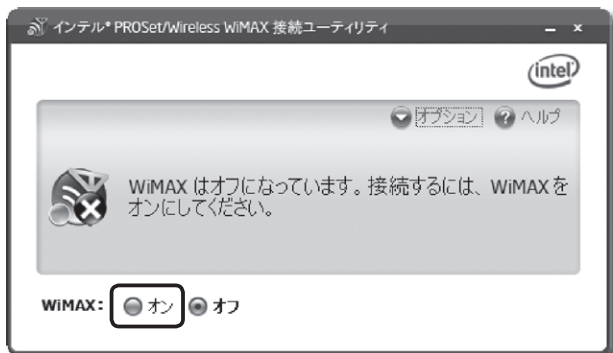 インテル® PROSet/Wireless WiMAX 接続ユーティリティ
intel
オプション ヘルプ
WiMAX はオフになっています。接続するには、WiMAX を
オンにしてください。
WiMAX: オン オフ